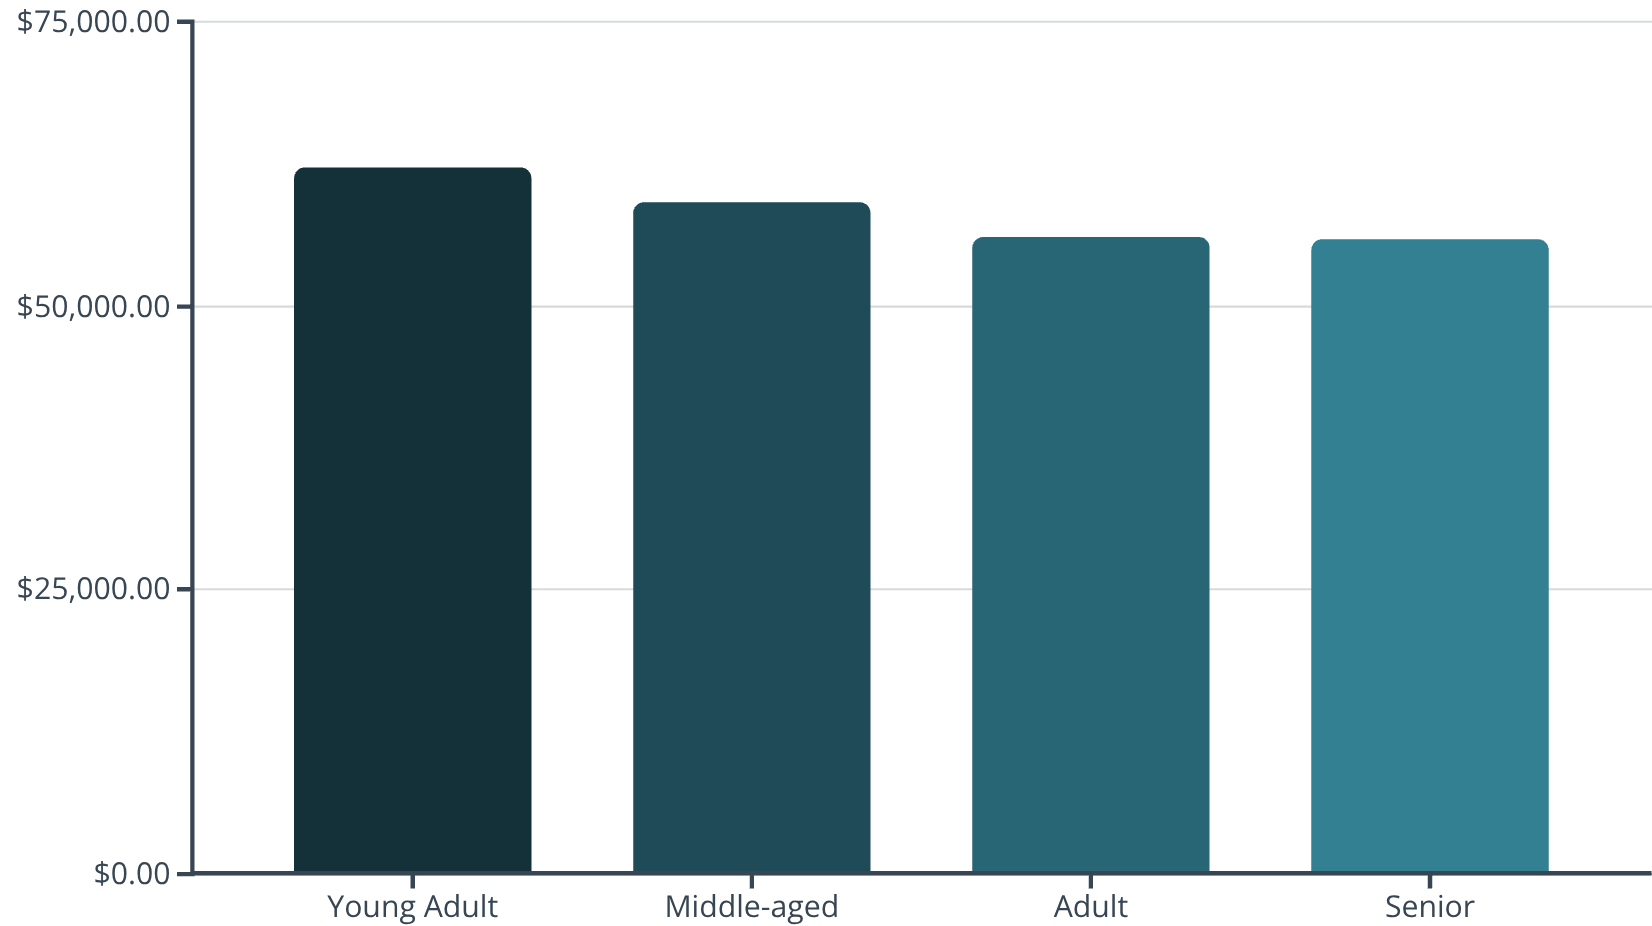 $75,000.00
$50,000.00
$25,000.00
$0.00
Young Adult
Middle-aged
Adult
Senior